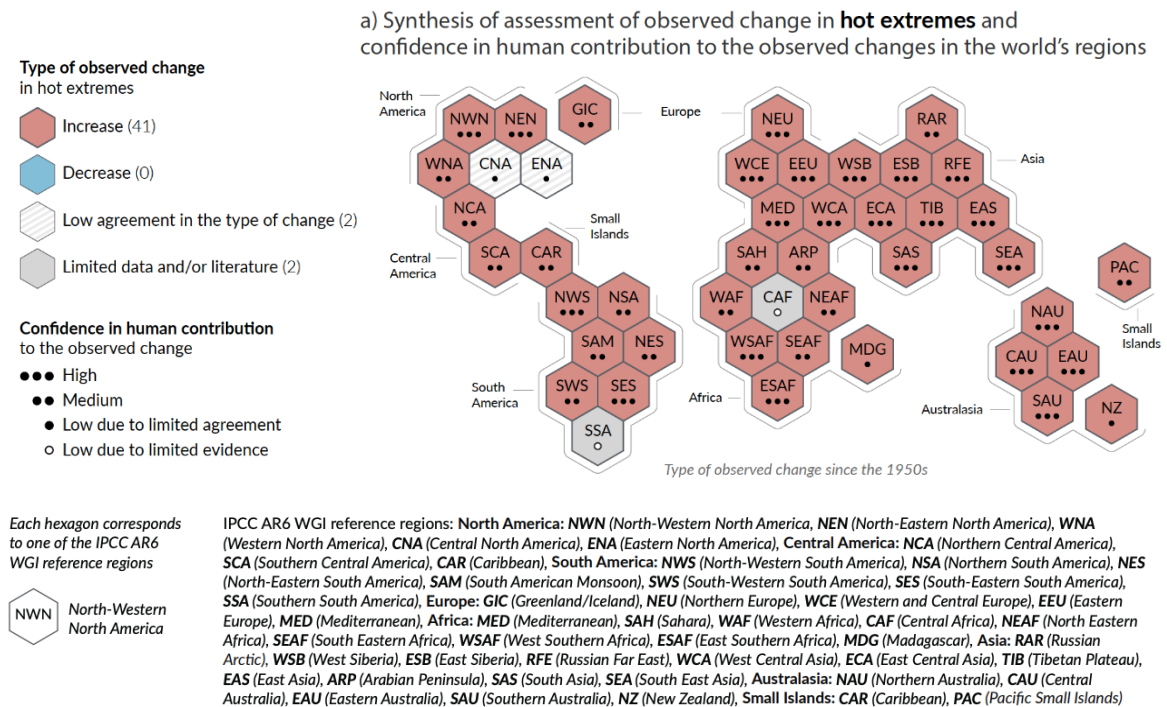 a) Synthesis of assessment of observed change in hot extremes and
confidence in human contribution to the observed changes in the world's regions
Type of observed change
in hot extremes
Increase (41)
Decrease (0)
Low agreement in the type of change (2)
Limited data and/or literature (2)
Confidence in human contribution
to the observed change
●●● High
●● Medium
● Low due to limited agreement
○ Low due to limited evidence
North
America
NWN
NEN
GIC
WNA
CNA
ENA
NCA
Small
Islands
Central
America
SCA
CAR
NWS
NSA
SAM
NES
South
America
SWS
SES
SSA
Europe
NEU
RAR
WCE
EEU
WSB
ESB
RFE
Asia
MED
WCA
ECA
TIB
EAS
SAH
ARP
SAS
SEA
WAF
CAF
NEAF
WSAF
SEAF
MDG
Africa
ESAF
PAC
Small
Islands
NAU
CAU
EAU
Australasia
SAU
NZ
Type of observed change since the 1950s
Each hexagon corresponds
to one of the IPCC AR6
WGI reference regions
NWN
North-Western
North America
IPCC AR6 WGI reference regions: North America: NWN (North-Western North America, NEN (North-Eastern North America), WNA
(Western North America), CNA (Central North America), ENA (Eastern North America), Central America: NCA (Northern Central America),
SCA (Southern Central America), CAR (Caribbean), South America: NWS (North-Western South America), NSA (Northern South America), NES
(North-Eastern South America), SAM (South American Monsoon), SWS (South-Western South America), SES (South-Eastern South America),
SSA (Southern South America), Europe: GIC (Greenland/Iceland), NEU (Northern Europe), WCE (Western and Central Europe), EEU (Eastern
Europe), MED (Mediterranean), Africa: MED (Mediterranean), SAH (Sahara), WAF (Western Africa), CAF (Central Africa), NEAF (North Eastern
Africa), SEAF (South Eastern Africa), WSAF (West Southern Africa), ESAF (East Southern Africa), MDG (Madagascar), Asia: RAR (Russian
Arctic), WSB (West Siberia), ESB (East Siberia), RFE (Russian Far East), WCA (West Central Asia), ECA (East Central Asia), TIB (Tibetan Plateau),
EAS (East Asia), ARP (Arabian Peninsula), SAS (South Asia), SEA (South East Asia), Australasia: NAU (Northern Australia), CAU (Central
Australia), EAU (Eastern Australia), SAU (Southern Australia), NZ (New Zealand), Small Islands: CAR (Caribbean), PAC (Pacific Small Islands)